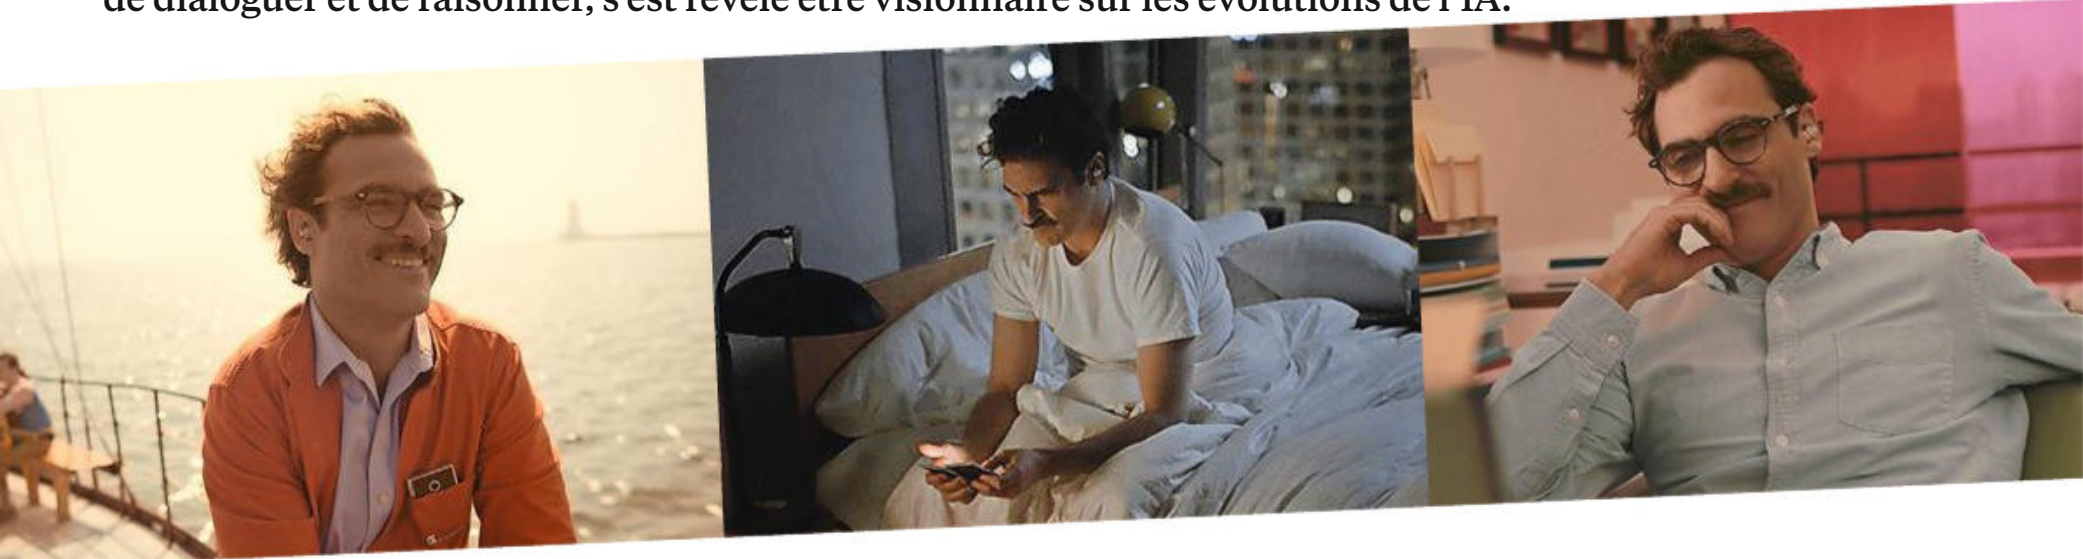 de dialoguer et de raisonner, s'est révélé être visionnaire sur les évolutions de l'IA.